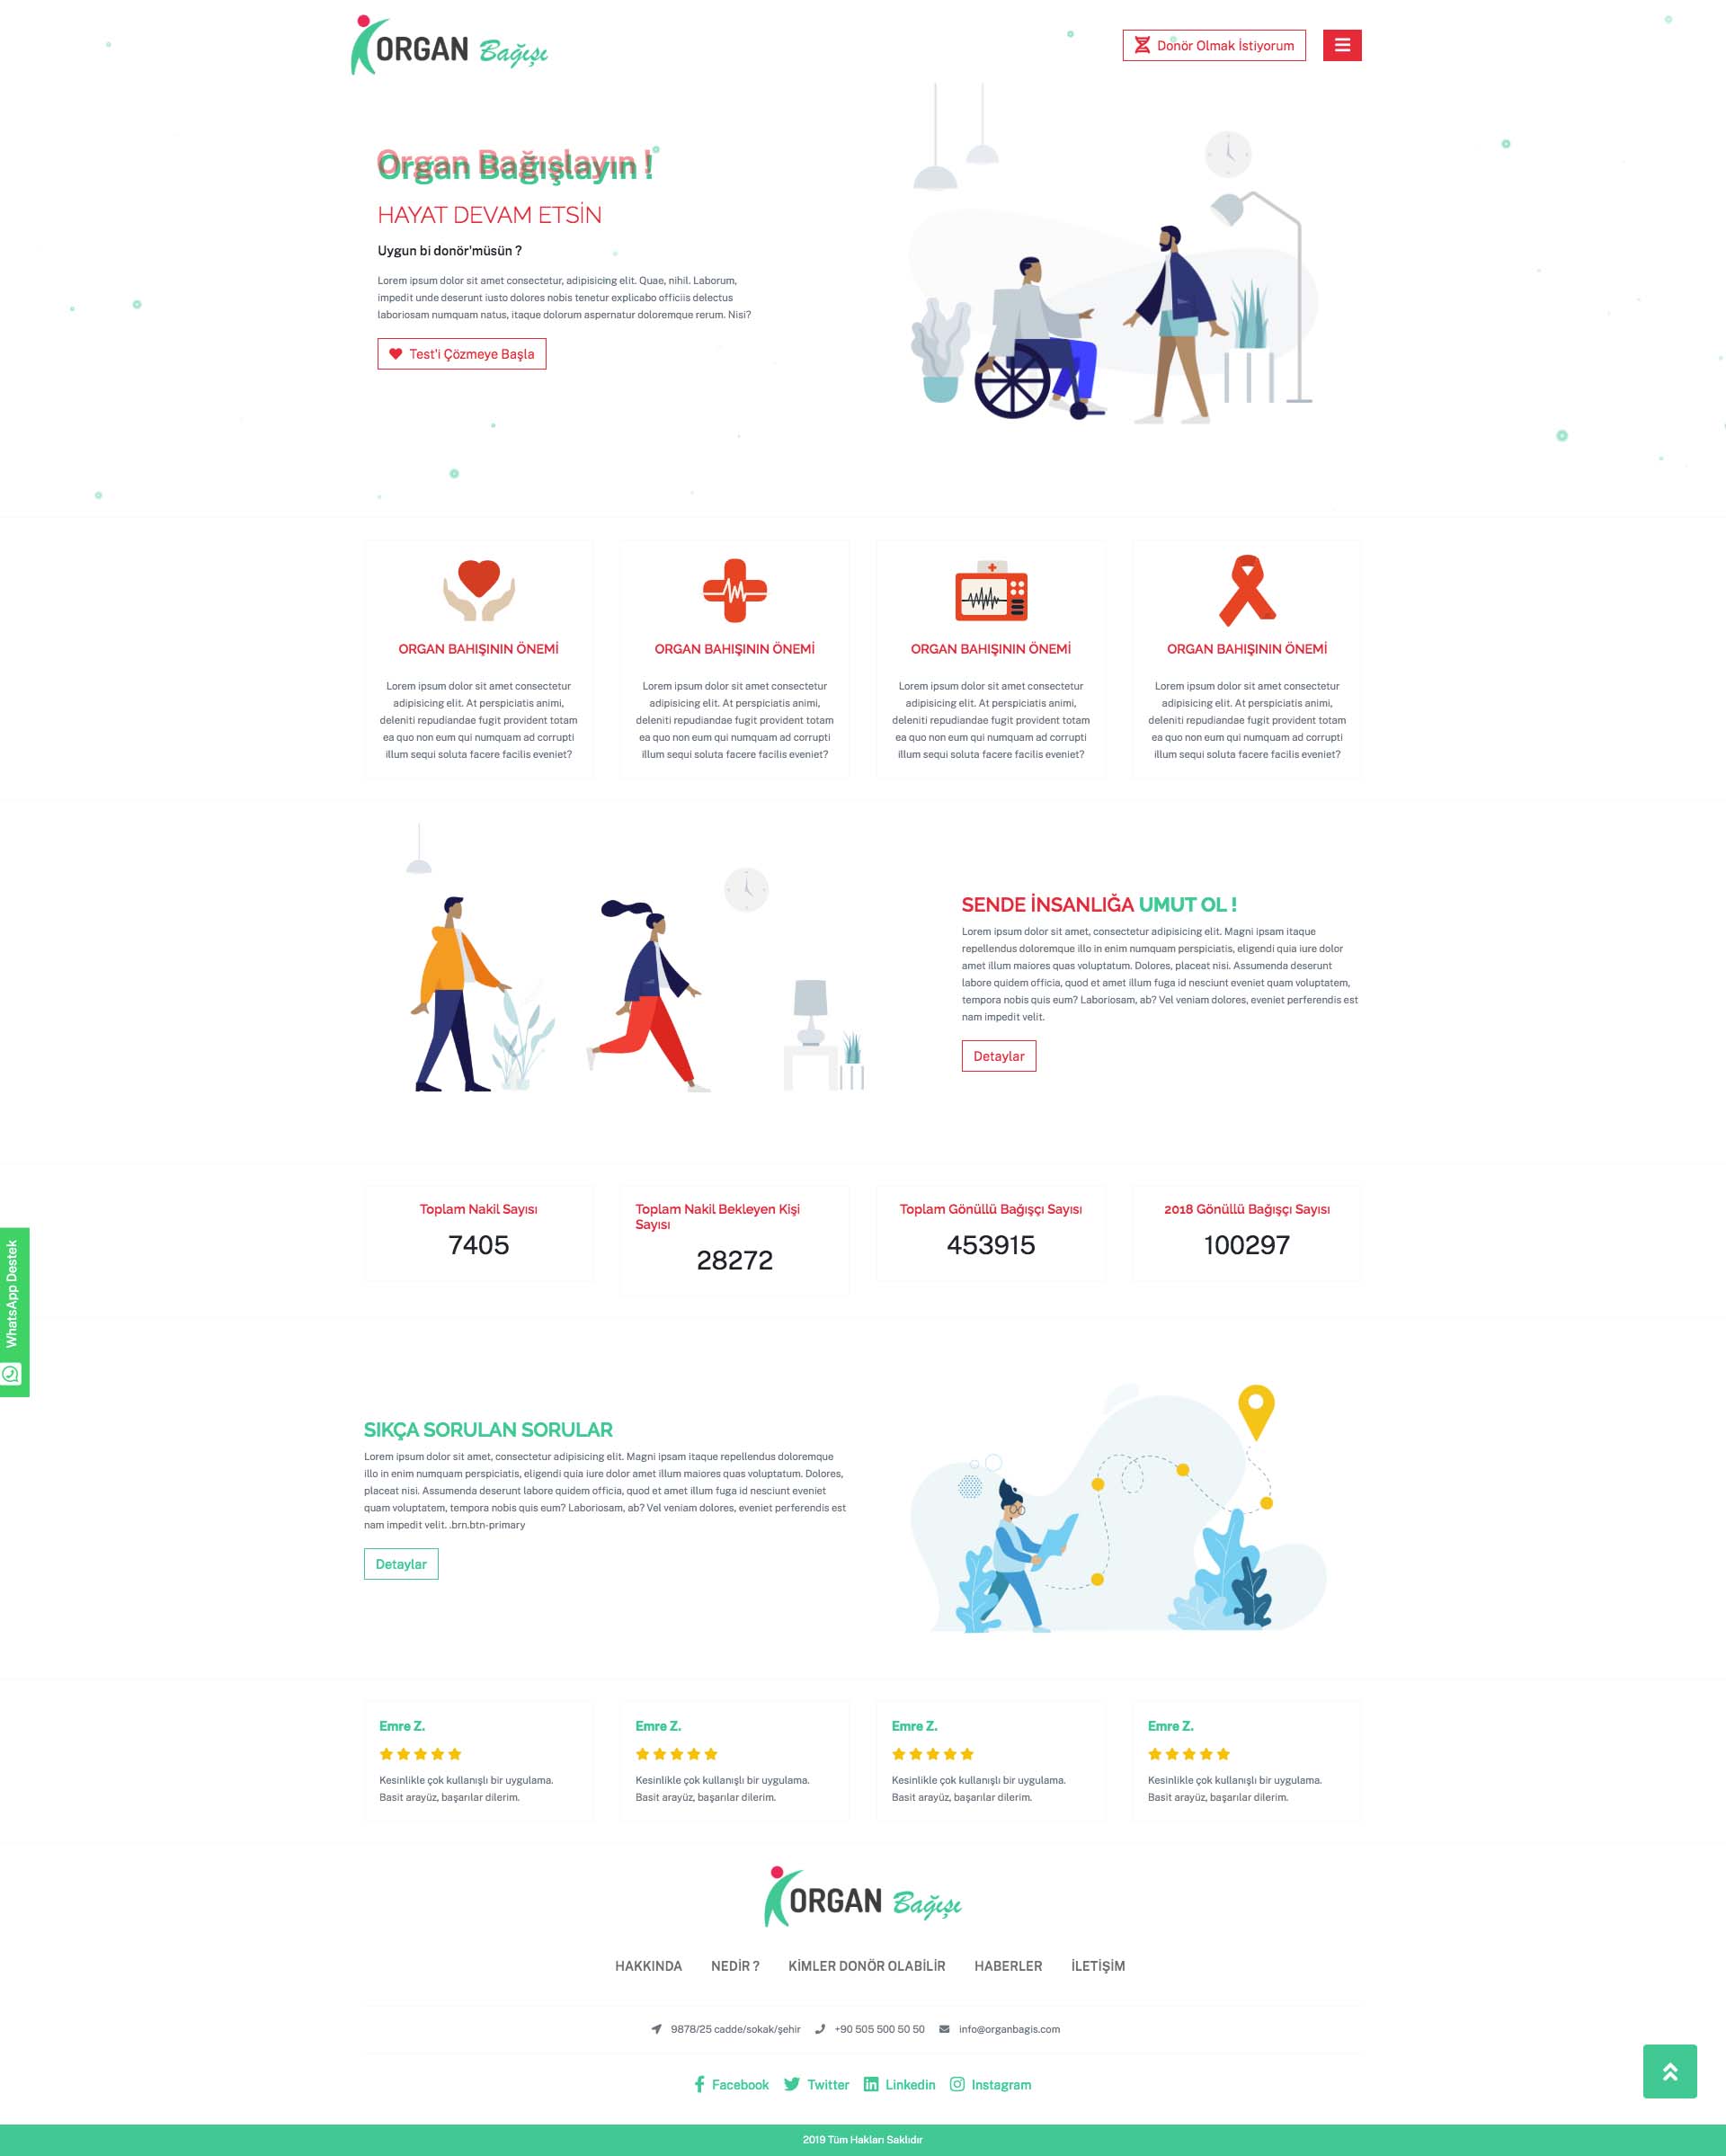 ORGAN Bağışı
Donör Olmak İstiyorum
Organ Bağışlayın !
HAYAT DEVAM ETSİN
Uygun bi donör'müsün ?
Lorem ipsum dolor sit amet consectetur, adipisicing elit. Quae, nihil. Laborum,
impedit unde deserunt iusto dolores nobis tenetur explicabo officiis delectus
laboriosam numquam natus, itaque dolorum aspernatur doloremque rerum. Nisi?
Test'i Çözmeye Başla
ORGAN BAHIŞININ ÖNEMİ
Lorem ipsum dolor sit amet consectetur
adipisicing elit. At perspiciatis animi,
deleniti repudiandae fugit provident totam
ea quo non eum qui numquam ad corrupti
illum sequi soluta facere facilis eveniet?
ORGAN BAHIŞININ ÖNEMİ
Lorem ipsum dolor sit amet consectetur
adipisicing elit. At perspiciatis animi,
deleniti repudiandae fugit provident totam
ea quo non eum qui numquam ad corrupti
illum sequi soluta facere facilis eveniet?
ORGAN BAHIŞININ ÖNEMİ
Lorem ipsum dolor sit amet consectetur
adipisicing elit. At perspiciatis animi,
deleniti repudiandae fugit provident totam
ea quo non eum qui numquam ad corrupti
illum sequi soluta facere facilis eveniet?
ORGAN BAHIŞININ ÖNEMİ
Lorem ipsum dolor sit amet consectetur
adipisicing elit. At perspiciatis animi,
deleniti repudiandae fugit provident totam
ea quo non eum qui numquam ad corrupti
illum sequi soluta facere facilis eveniet?
SENDE İNSANLIĞA UMUT OL !
Lorem ipsum dolor sit amet, consectetur adipisicing elit. Magni ipsam itaque
repellendus doloremque illo in enim numquam perspiciatis, eligendi quia iure dolor
amet illum maiores quas voluptatum. Dolores, placeat nisi. Assumenda deserunt
labore quidem officia, quod et amet illum fuga id nesciunt eveniet quam voluptatem,
tempora nobis quis eum? Laboriosam, ab? Vel veniam dolores, eveniet perferendis est
nam impedit velit.
Detaylar
Toplam Nakil Sayısı
7405
Toplam Nakil Bekleyen Kişi
Sayısı
28272
Toplam Gönüllü Bağışçı Sayısı
453915
2018 Gönüllü Bağışçı Sayısı
100297
WhatsApp Destek
SIKÇA SORULAN SORULAR
Lorem ipsum dolor sit amet, consectetur adipisicing elit. Magni ipsam itaque repellendus doloremque
illo in enim numquam perspiciatis, eligendi quia iure dolor amet illum maiores quas voluptatum. Dolores,
placeat nisi. Assumenda deserunt labore quidem officia, quod et amet illum fuga id nesciunt eveniet
quam voluptatem, tempora nobis quis eum? Laboriosam, ab? Vel veniam dolores, eveniet perferendis est
nam impedit velit. .brn.btn-primary
Detaylar
Emre Z.
Kesinlikle çok kullanışlı bir uygulama.
Basit arayüz, başarılar dilerim.
Emre Z.
Kesinlikle çok kullanışlı bir uygulama.
Basit arayüz, başarılar dilerim.
Emre Z.
Kesinlikle çok kullanışlı bir uygulama.
Basit arayüz, başarılar dilerim.
Emre Z.
Kesinlikle çok kullanışlı bir uygulama.
Basit arayüz, başarılar dilerim.
ORGAN Bağışı
HAKKINDA NEDİR ? KİMLER DONÖR OLABİLİR HABERLER İLETİŞİM
9878/25 cadde/sokak/şehir +90 505 500 50 50 info@organbagis.com
Facebook Twitter Linkedin Instagram
2019 Tüm Hakları Saklıdır